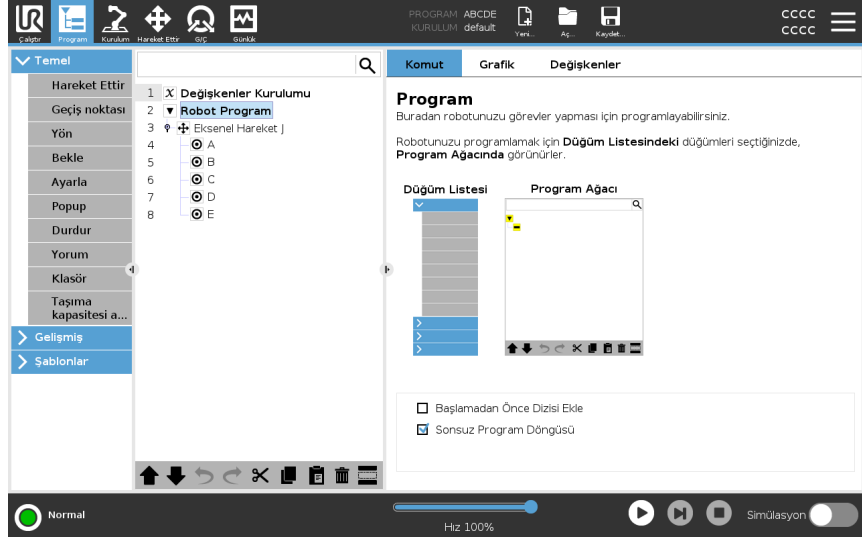 UR
PROGRAM ABCDE
KURULUM default
cccc
cccc
Çalıştır Program Kurulum Hareket Ettir G/Ç Günlük Yeni... Aç... Kaydet...
Temel
Hareket Ettir
Geçiş noktası
Yön
Bekle
Ayarla
Popup
Durdur
Yorum
Klasör
Taşıma
kapasitesi a...
Gelişmiş
Şablonlar
1 X Değişkenler Kurulumu
2 Robot Program
3 Eksenel Hareket J
4 A
5 B
6 C
7 D
8 E
Komut Grafik Değişkenler
Program
Buradan robotunuzu görevler yapması için programlayabilirsiniz.
Robotunuzu programlamak için Düğüm Listesindeki düğümleri seçtiğinizde,
Program Ağacında görünürler.
Düğüm Listesi Program Ağacı
Başlamadan Önce Dizisi Ekle
Sonsuz Program Döngüsü
Normal
Hız 100%
Simülasyon